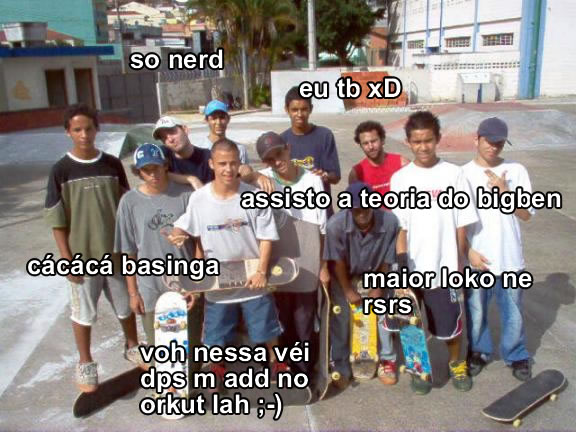 so nerd
eu tb xD
assisto a teoria do bigben
cácácá basinga
maior loko ne
rsrs
voh nessa véi
dps m add no
orkut lah ;-)